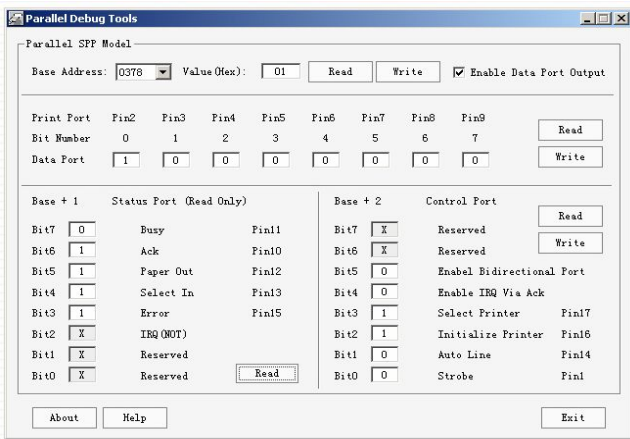 Parallel Debug Tools
Parallel SPP Model
Base Address: 0378 Value(Hex): 01 Read Write Enable Data Port Output
Print Port Pin2 Pin3 Pin4 Pin5 Pin6 Pin7 Pin8 Pin9
Bit Number 0 1 2 3 4 5 6 7
Data Port 1 0 0 0 0 0 0 0
Read
Write
Base + 1 Status Port (Read Only)
Bit7 0 Busy Pin11
Bit6 1 Ack Pin10
Bit5 1 Paper Out Pin12
Bit4 1 Select In Pin13
Bit3 1 Error Pin15
Bit2 X IRQ(NOT)
Bit1 X Reserved
Bit0 X Reserved Read
Base + 2 Control Port
Read
Bit7 X Reserved
Write
Bit6 X Reserved
Bit5 0 Enabel Bidirectional Port
Bit4 0 Enable IRQ Via Ack
Bit3 1 Select Printer Pin17
Bit2 1 Initialize Printer Pin16
Bit1 0 Auto Line Pin14
Bit0 0 Strobe Pin1
About Help Exit